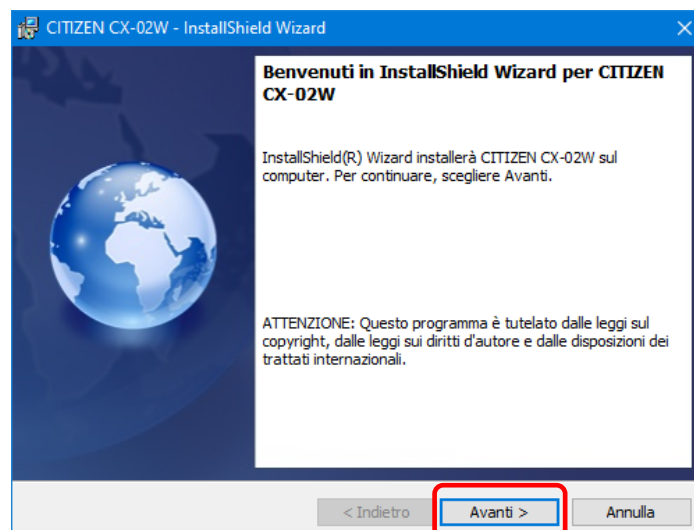 CITIZEN CX-02W - InstallShield Wizard
Benvenuti in InstallShield Wizard per CITIZEN
CX-02W
InstallShield(R) Wizard installerà CITIZEN CX-02W sul
computer. Per continuare, scegliere Avanti.
ATTENZIONE: Questo programma è tutelato dalle leggi sul
copyright, dalle leggi sui diritti d'autore e dalle disposizioni dei
trattati internazionali.
< Indietro Avanti > Annulla